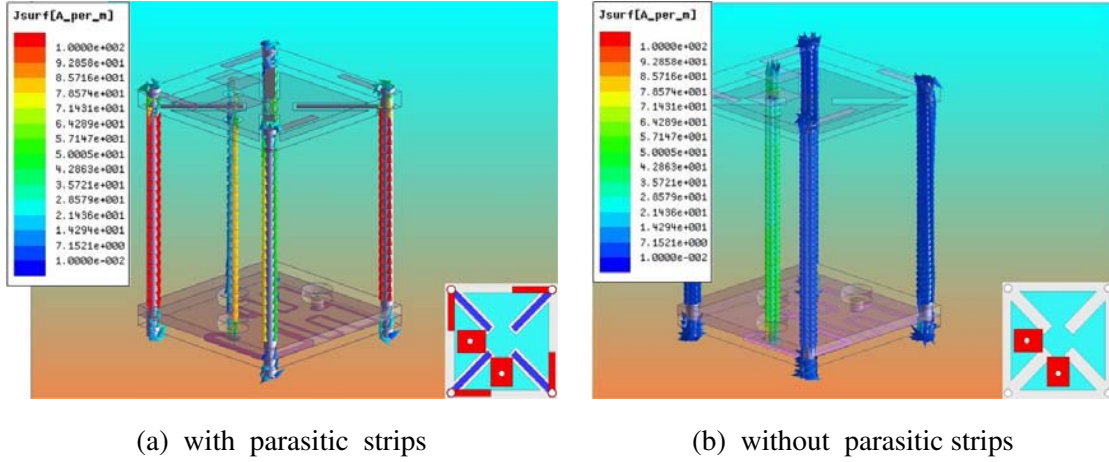 Jsurf[A_per_m]
1.0000e+002
9.2858e+001
8.5716e+001
7.8574e+001
7.1431e+001
6.4289e+001
5.7147e+001
5.0005e+001
4.2863e+001
3.5721e+001
2.8579e+001
2.1436e+001
1.4294e+001
7.1521e+000
1.0000e-002
(a) with parasitic strips
Jsurf[A_per_m]
1.0000e+002
9.2858e+001
8.5716e+001
7.8574e+001
7.1431e+001
6.4289e+001
5.7147e+001
5.0005e+001
4.2863e+001
3.5721e+001
2.8579e+001
2.1436e+001
1.4294e+001
7.1521e+000
1.0000e-002
(b) without parasitic strips